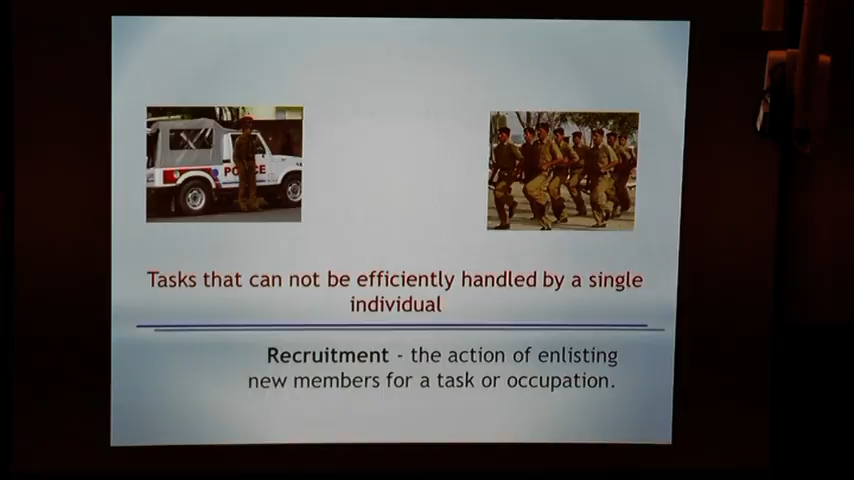 POLICE
Tasks that can not be efficiently handled by a single
individual
Recruitment - the action of enlisting
new members for a task or occupation.